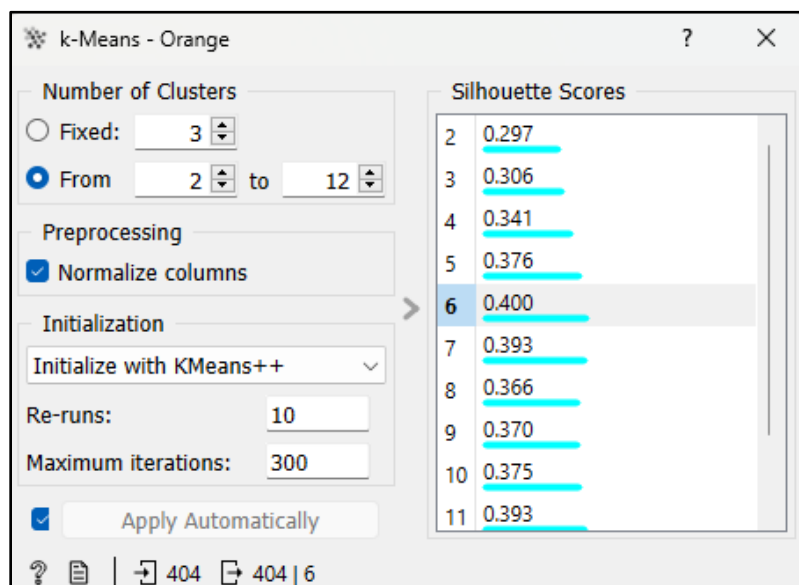 k-Means - Orange
? ×
Number of Clusters
Fixed: 3
From 2 to 12
Preprocessing
Normalize columns
Initialization
Initialize with KMeans++
Re-runs: 10
Maximum iterations: 300
Apply Automatically
? 404 404 | 6
Silhouette Scores
2 0.297
3 0.306
4 0.341
5 0.376
6 0.400
7 0.393
8 0.366
9 0.370
10 0.375
11 0.393